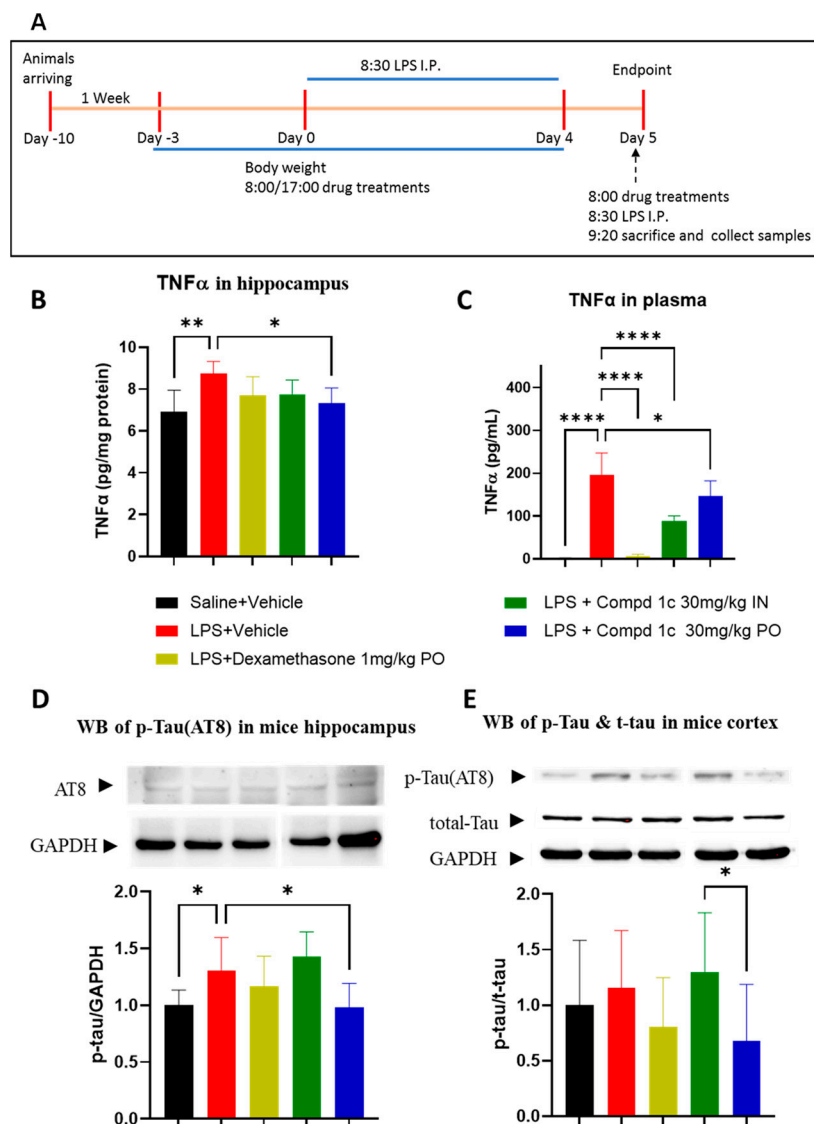 A
Animals
arriving
1 Week
8:30 LPS I.P.
Endpoint
Day -10
Day -3
Day 0
Day 4
Day 5
Body weight
8:00/17:00 drug treatments
8:00 drug treatments
8:30 LPS I.P.
9:20 sacrifice and collect samples
B
TNFα in hippocampus
**
*
TNFα (pg/mg protein)
10
8
6
4
2
0
C
TNFα in plasma
****
****
****
*
TNFα (pg/mL)
400
300
200
100
0
Saline+Vehicle
LPS+Vehicle
LPS+Dexamethasone 1mg/kg PO
LPS + Compd 1c 30mg/kg IN
LPS + Compd 1c 30mg/kg PO
D
WB of p-Tau(AT8) in mice hippocampus
AT8
GAPDH
*
*
p-tau/GAPDH
2.0
1.5
1.0
0.5
0.0
E
WB of p-Tau & t-tau in mice cortex
p-Tau(AT8)
total-Tau
GAPDH
*
p-tau/t-tau
2.0
1.5
1.0
0.5
0.0